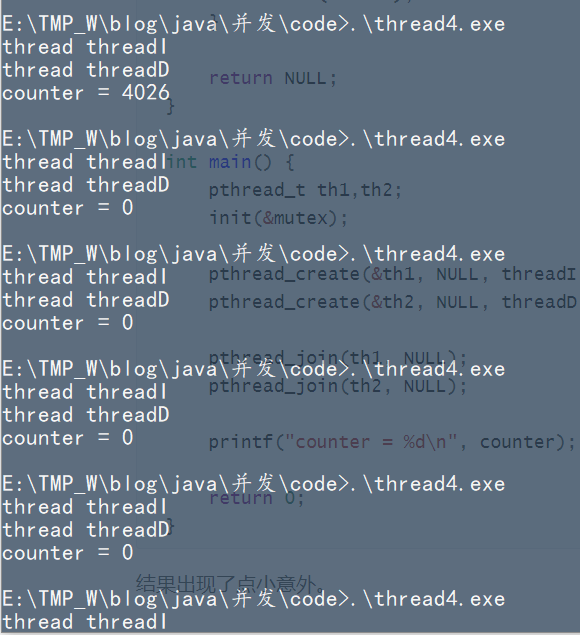 E:\TMP_W\blog\java\并发\code>.\thread4.exe
thread threadI
thread threadD
counter = 4026
E:\TMP_W\blog\java\并发\code>.\thread4.exe
thread threadI
thread threadD
counter = 0
E:\TMP_W\blog\java\并发\code>.\thread4.exe
thread threadI
thread threadD
counter = 0
E:\TMP_W\blog\java\并发\code>.\thread4.exe
thread threadI
thread threadD
counter = 0
E:\TMP_W\blog\java\并发\code>.\thread4.exe
thread threadI
thread threadD
counter = 0
E:\TMP_W\blog\java\并发\code>.\thread4.exe
thread threadI
return NULL;
}
int main() {
pthread_t th1,th2;
init(&mutex);
pthread_create(&th1, NULL, threadI
pthread_create(&th2, NULL, threadD
pthread_join(th1, NULL);
pthread_join(th2, NULL);
printf("counter = %d\n", counter);
return 0;
}
结果出现了点小意外。